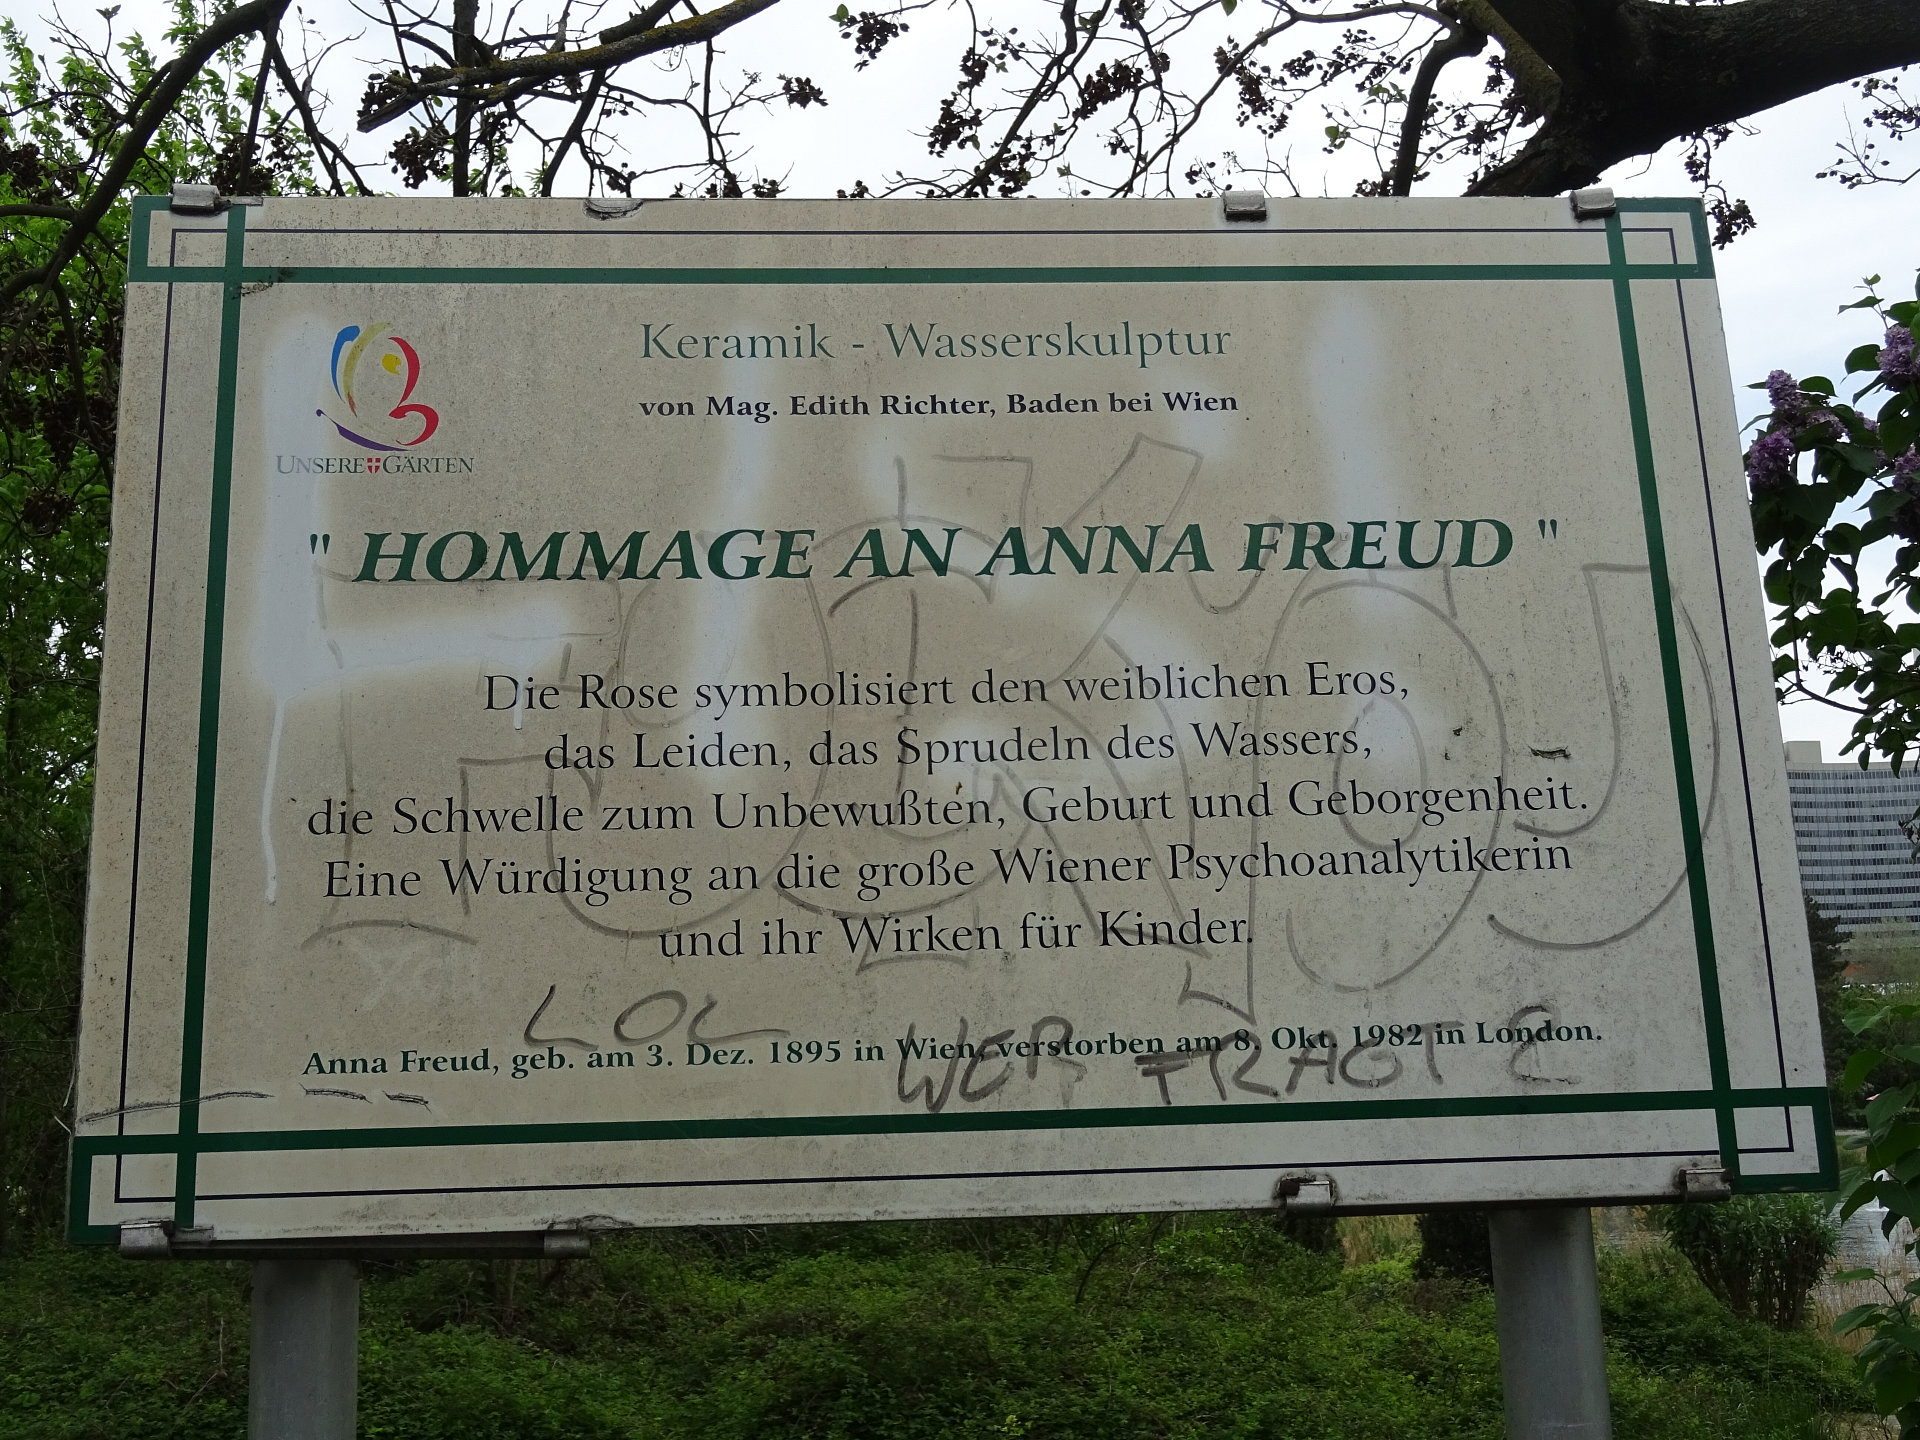 Keramik - Wasserskulptur
von Mag. Edith Richter, Baden bei Wien
UNSERE GÄRTEN
" HOMMAGE AN ANNA FREUD "
Die Rose symbolisiert den weiblichen Eros,
das Leiden, das Sprudeln des Wassers,
die Schwelle zum Unbewußten, Geburt und Geborgenheit.
Eine Würdigung an die große Wiener Psychoanalytikerin
und ihr Wirken für Kinder.
LOL
Anna Freud, geb. am 3. Dez. 1895 in Wien, verstorben am 8. Okt. 1982 in London.
WER FRAGT